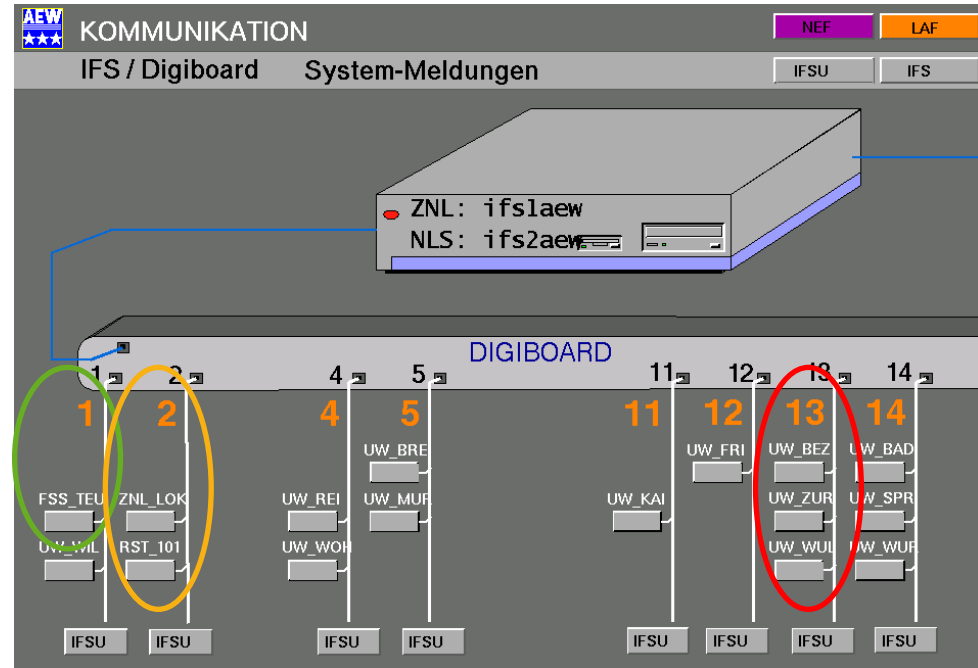 AEW
KOMMUNIKATION
NEF LAF
IFS / Digiboard System-Meldungen
IFSU IFS
ZNL: ifs1aew
NLS: ifs2aew
DIGIBOARD
1 2 4 5 11 12 13 14
1 2 4 5 11 12 13 14
UW_BRE UW_FRI UW_BEZ UW_BAD
FSS_TEU ZNL_LOK UW_REI UW_MUR UW_KAI UW_ZUR UW_SPR
UW_WIL RST_101 UW_WOH UW_WUL UW_WUR
IFSU IFSU IFSU IFSU IFSU IFSU IFSU IFSU